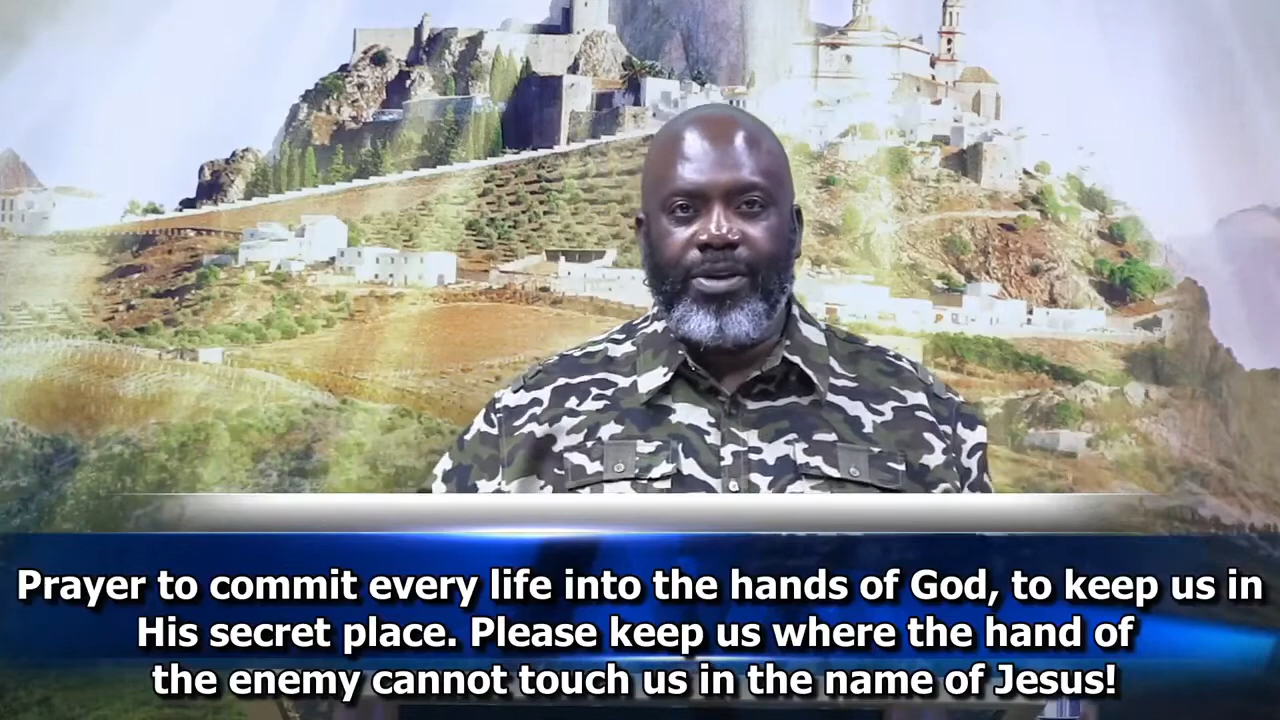 Prayer to commit every life into the hands of God, to keep us in
His secret place. Please keep us where the hand of
the enemy cannot touch us in the name of Jesus!